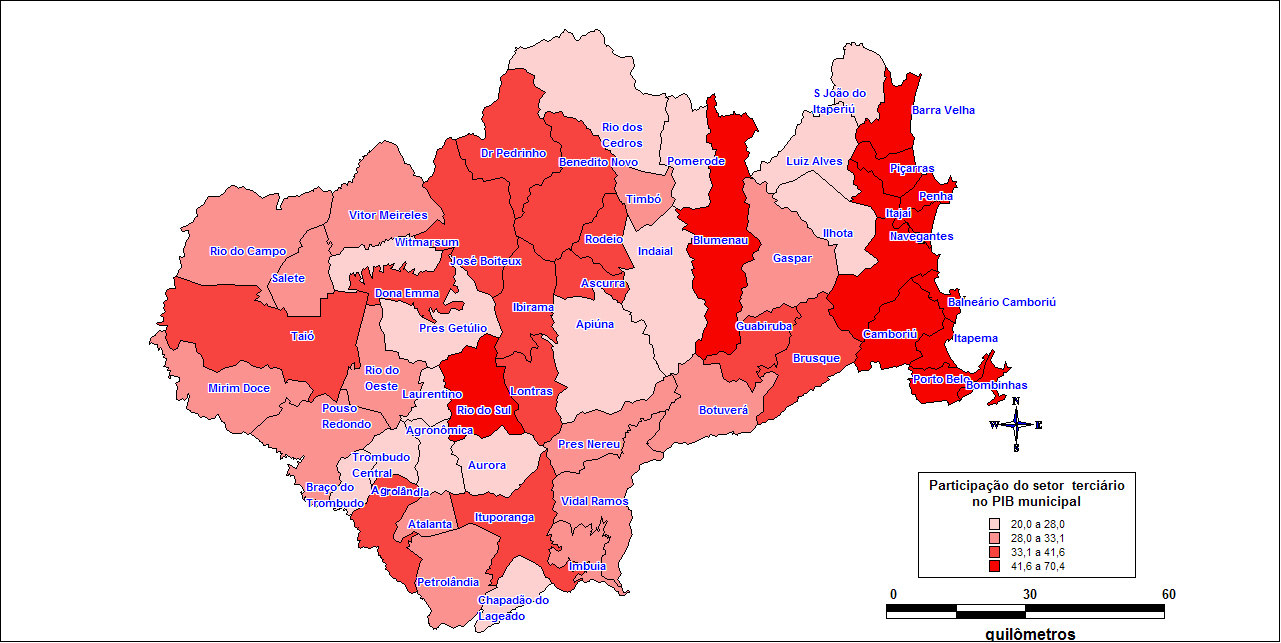 S João do
Itaperiú
Barra Velha
Rio dos
Cedros
Dr Pedrinho
Benedito Novo
Pomerode
Luiz Alves
Piçarras
Timbó
Penha
Vitor Meireles
Itajaí
Witmarsum
Rodeio
Blumenau
Ilhota
Navegantes
Rio do Campo
Indaial
Gaspar
José Boiteux
Salete
Ascurra
Dona Emma
Ibirama
Balneário Camboriú
Apiúna
Guabiruba
Pres Getúlio
Taió
Camboriú
Itapema
Brusque
Rio do
Oeste
Mirim Doce
Laurentino
Lontras
Porto Belo
Bombinhas
Pouso
Redondo
Rio do Sul
Botuverá
Agronômica
Pres Nereu
Trombudo
Central
Aurora
Braço do
Trombudo
Agrolândia
Vidal Ramos
Atalanta
Ituporanga
Imbuia
Petrolândia
Chapadão do
Lageado
N
W E
S
Participação do setor terciário
no PIB municipal
20,0 a 28,0
28,0 a 33,1
33,1 a 41,6
41,6 a 70,4
0 30 60
quilômetros